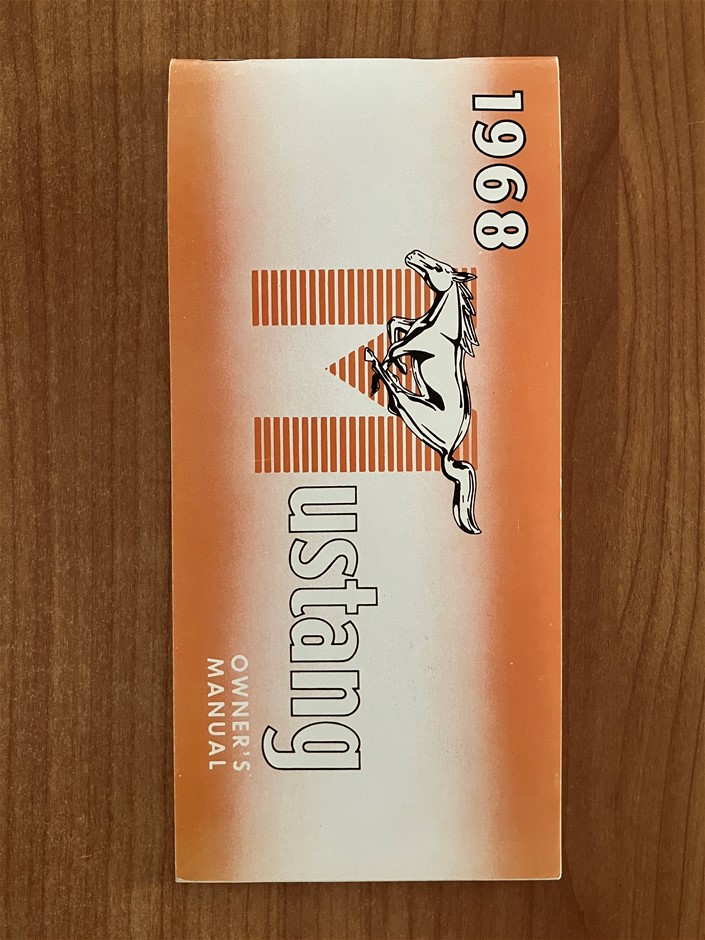 1968
Mustang
OWNER'S
MANUAL